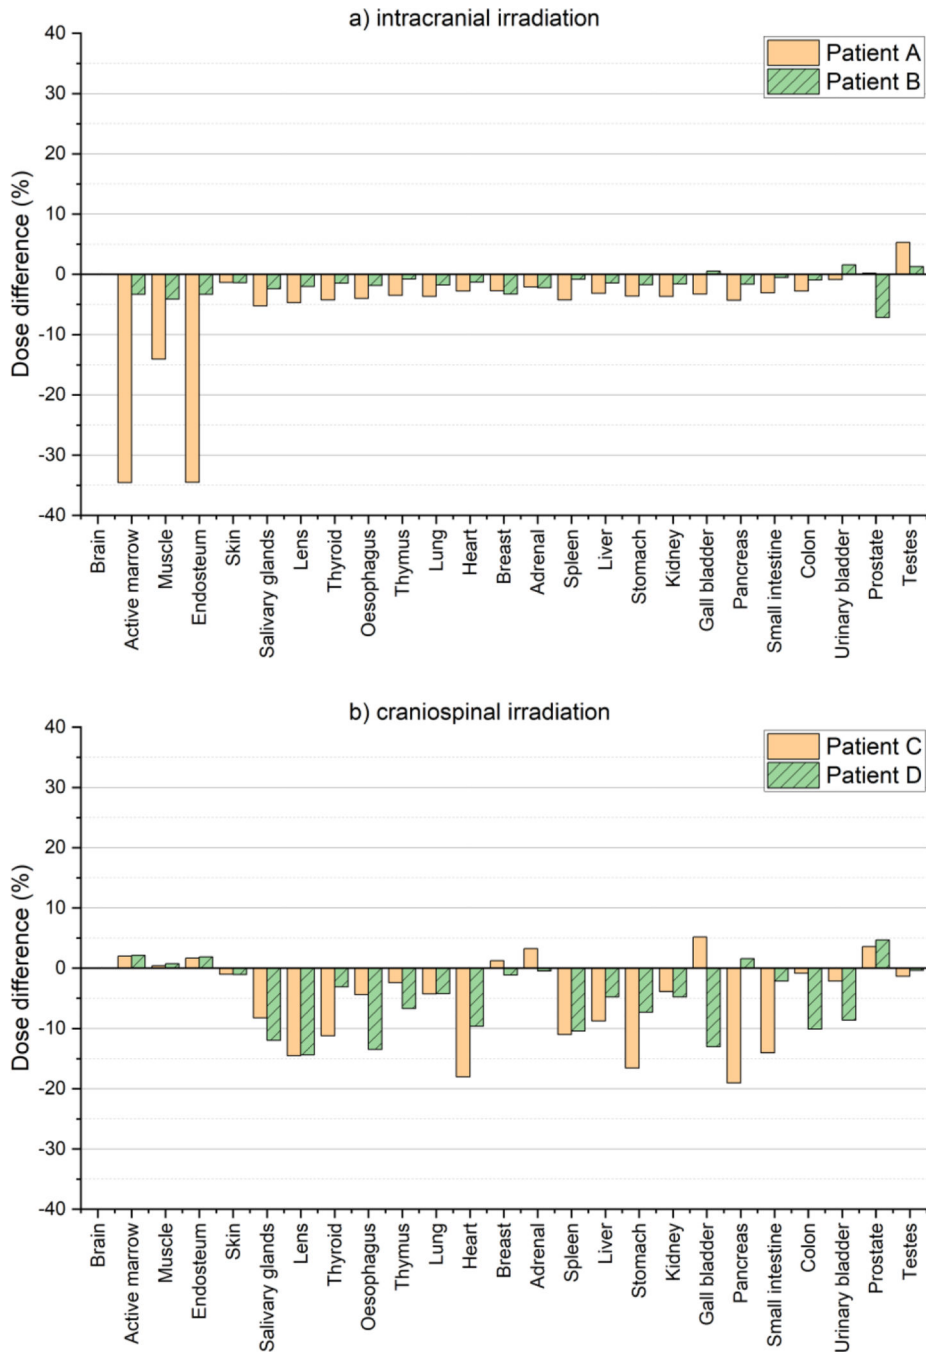 a) intracranial irradiation
Patient A
Patient B
Dose difference (%)
40
30
20
10
0
-10
-20
-30
-40
Brain
Active marrow
Muscle
Endosteum
Skin
Salivary glands
Lens
Thyroid
Oesophagus
Thymus
Lung
Heart
Breast
Adrenal
Spleen
Liver
Stomach
Kidney
Gall bladder
Pancreas
Small intestine
Colon
Urinary bladder
Prostate
Testes
b) craniospinal irradiation
Patient C
Patient D
Dose difference (%)
40
30
20
10
0
-10
-20
-30
-40
Brain
Active marrow
Muscle
Endosteum
Skin
Salivary glands
Lens
Thyroid
Oesophagus
Thymus
Lung
Heart
Breast
Adrenal
Spleen
Liver
Stomach
Kidney
Gall bladder
Pancreas
Small intestine
Colon
Urinary bladder
Prostate
Testes